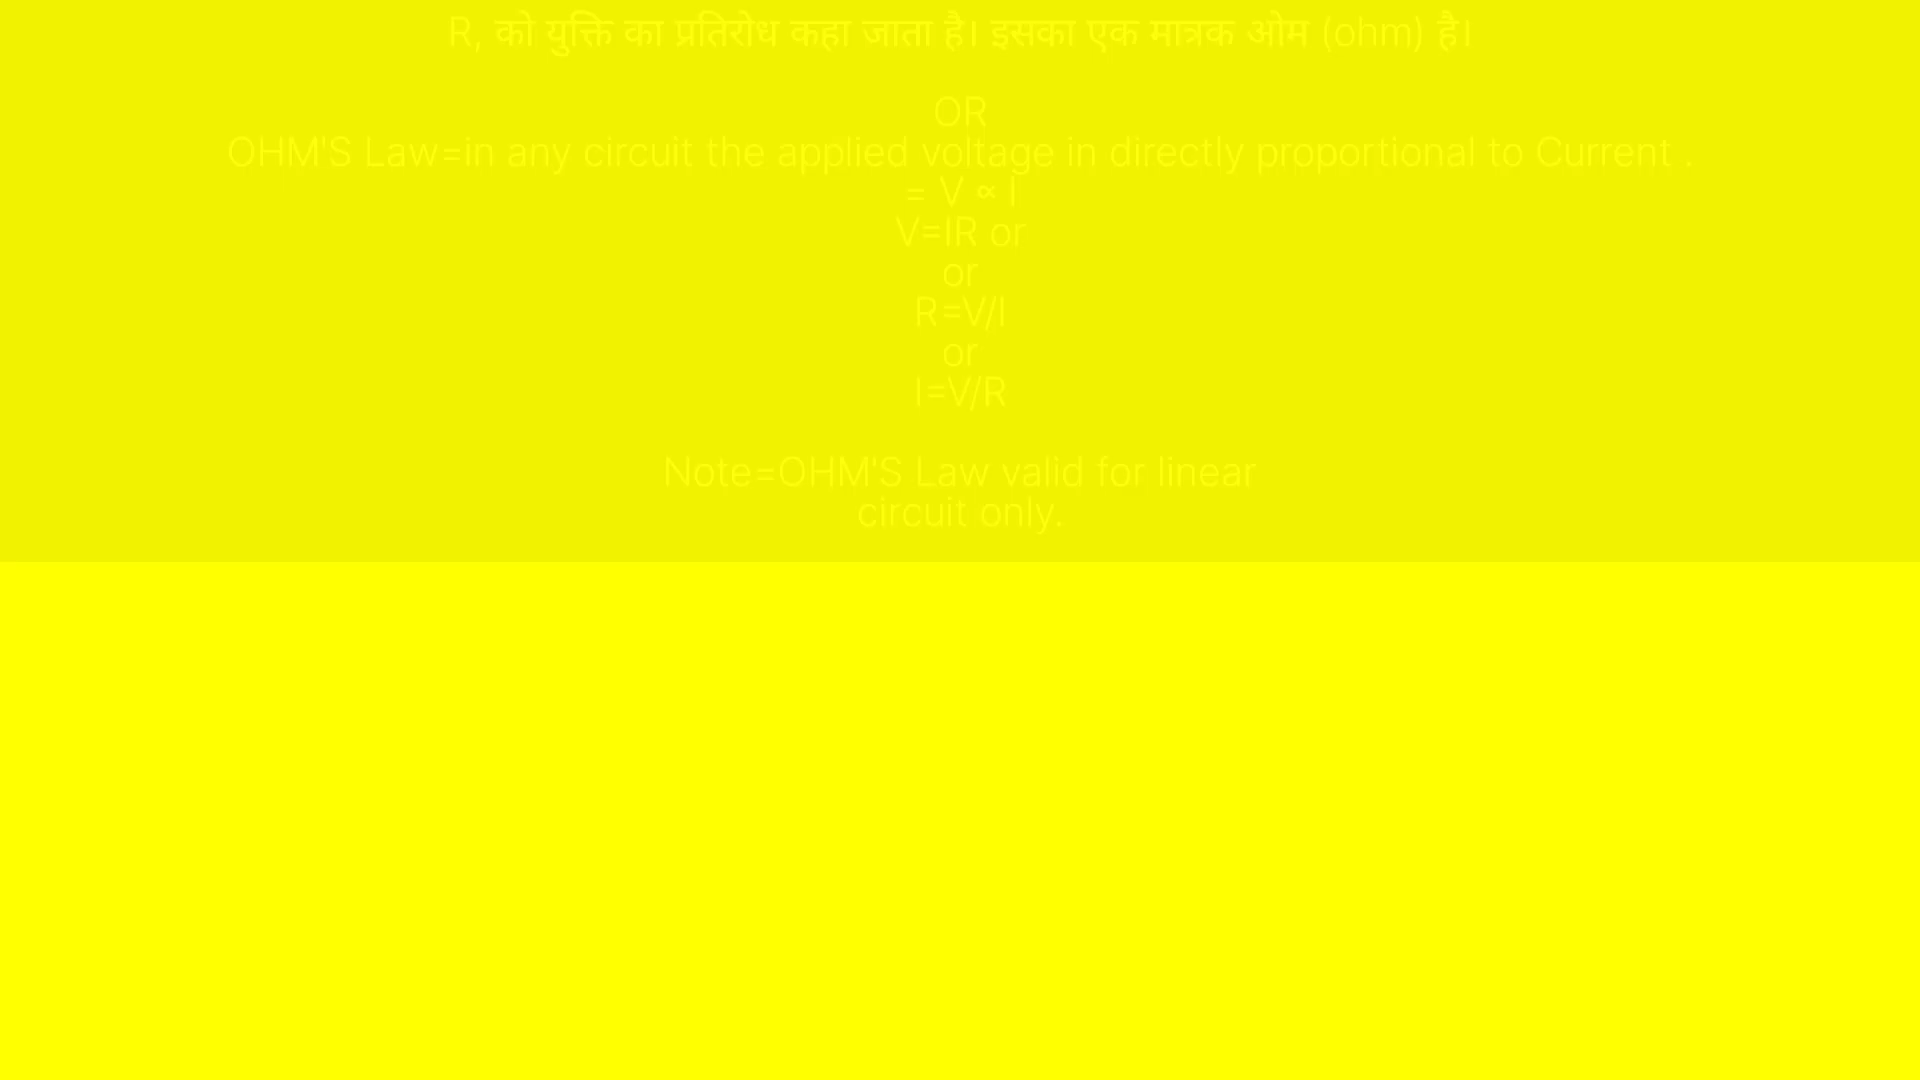 R, को युक्ति का प्रतिरोध कहा जाता है। इसका एक मात्रक ओम (ohm) है।
OR
OHM'S Law=in any circuit the applied voltage in directly proportional to Current .
= V ∝ I
V=IR or
or
R=V/I
or
I=V/R
Note=OHM'S Law valid for linear
circuit only.